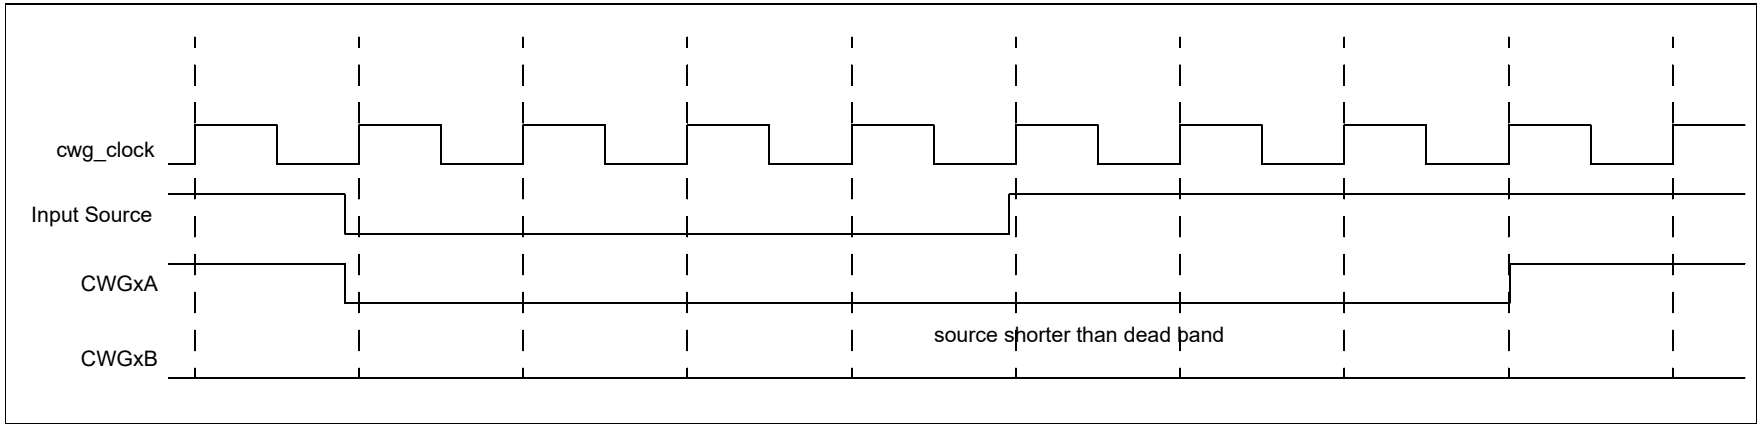 cwg_clock
Input Source
CWGxA
source shorter than dead band
CWGxB